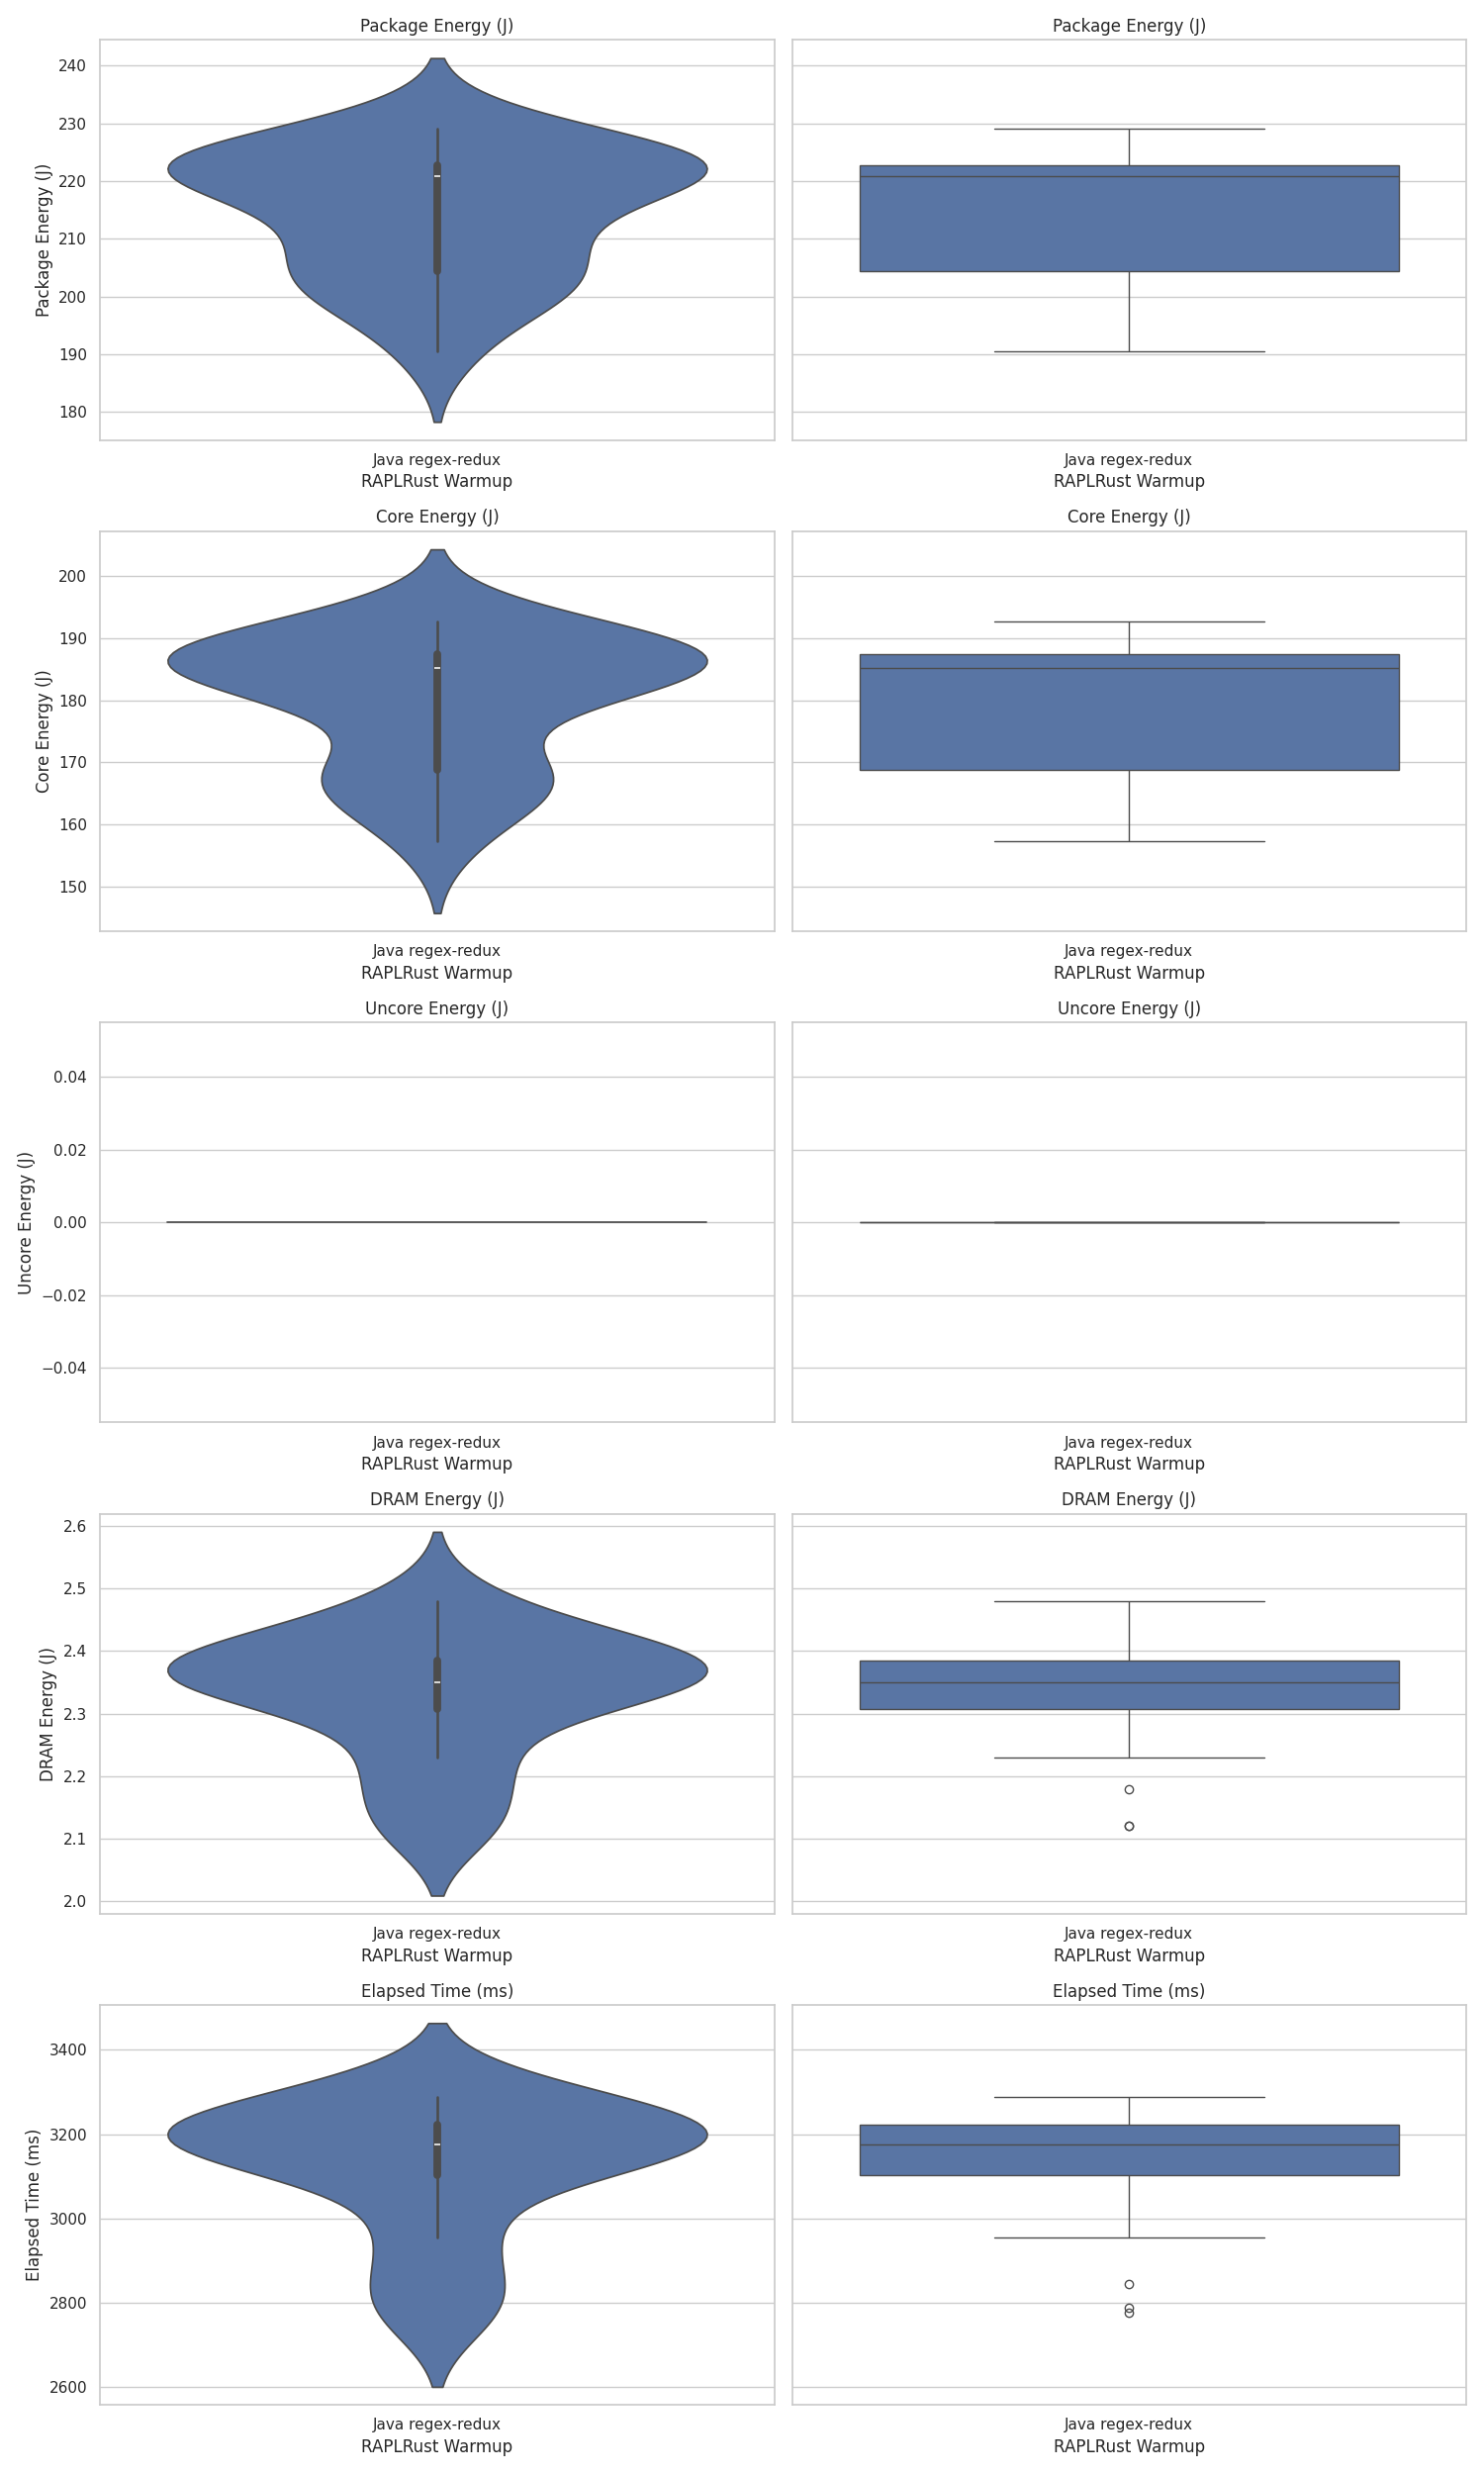 Package Energy (J)
Package Energy (J)
Package Energy (J)
240
230
220
210
200
190
180
Java regex-redux
RAPLRust Warmup
Java regex-redux
RAPLRust Warmup
Core Energy (J)
Core Energy (J)
Core Energy (J)
200
190
180
170
160
150
Java regex-redux
RAPLRust Warmup
Java regex-redux
RAPLRust Warmup
Uncore Energy (J)
Uncore Energy (J)
Uncore Energy (J)
0.04
0.02
0.00
−0.02
−0.04
Java regex-redux
RAPLRust Warmup
Java regex-redux
RAPLRust Warmup
DRAM Energy (J)
DRAM Energy (J)
DRAM Energy (J)
2.6
2.5
2.4
2.3
2.2
2.1
2.0
Java regex-redux
RAPLRust Warmup
Java regex-redux
RAPLRust Warmup
Elapsed Time (ms)
Elapsed Time (ms)
Elapsed Time (ms)
3400
3200
3000
2800
2600
Java regex-redux
RAPLRust Warmup
Java regex-redux
RAPLRust Warmup